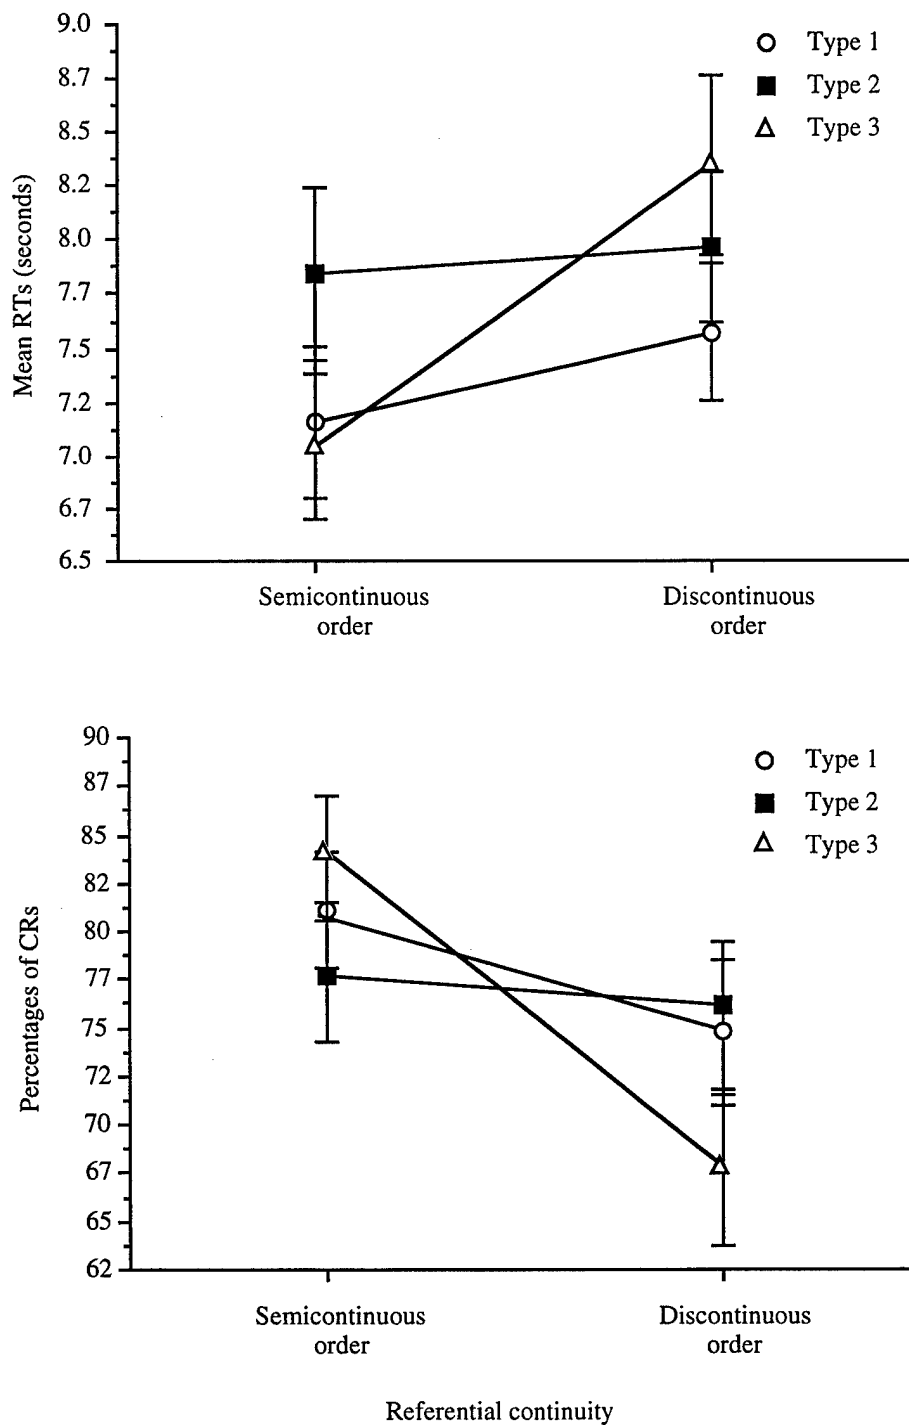 9.0
8.7
8.5
8.2
8.0
7.7
7.5
7.2
7.0
6.7
6.5
Mean RTs (seconds)
Type 1
Type 2
Type 3
Semicontinuous
order
Discontinuous
order
90
87
85
82
80
77
75
72
70
67
65
62
Percentages of CRs
Type 1
Type 2
Type 3
Semicontinuous
order
Discontinuous
order
Referential continuity